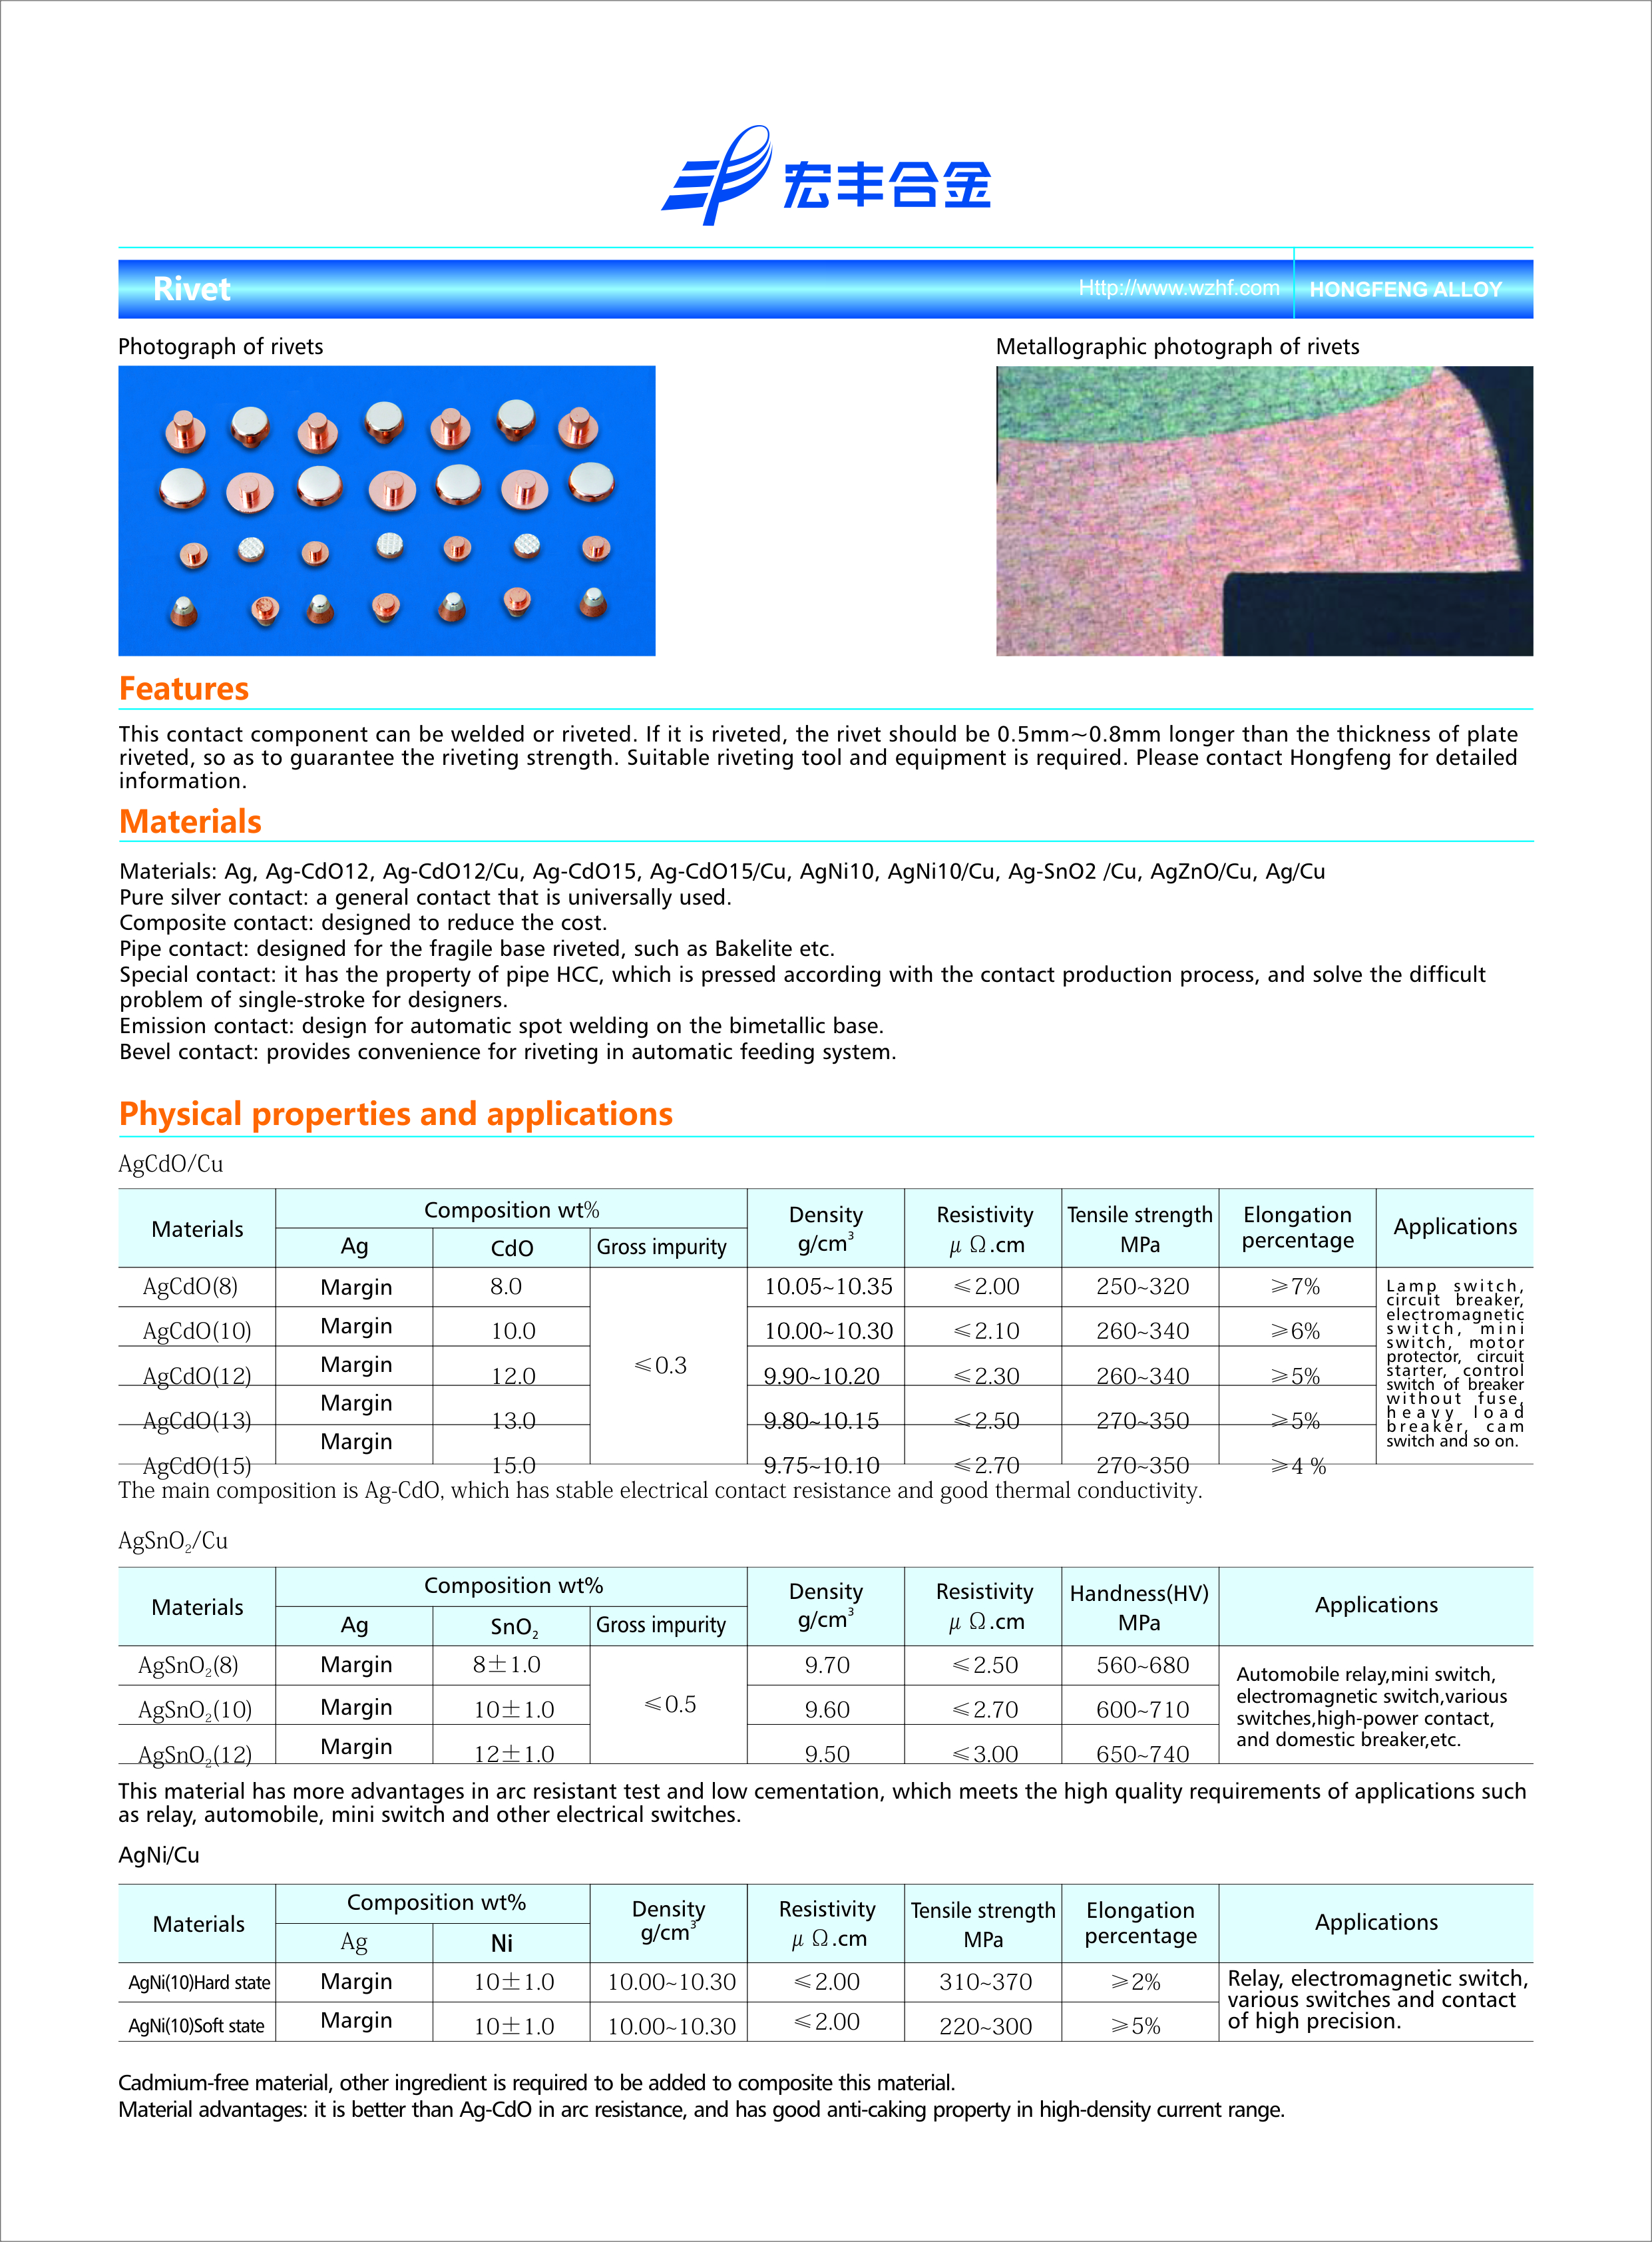 宏丰合金
Rivet
Http://www.wzhf.com
HONGFENG ALLOY
Photograph of rivets
Metallographic photograph of rivets
Features
This contact component can be welded or riveted. If it is riveted, the rivet should be 0.5mm~0.8mm longer than the thickness of plate
riveted, so as to guarantee the riveting strength. Suitable riveting tool and equipment is required. Please contact Hongfeng for detailed
information.
Materials
Materials: Ag, Ag-CdO12, Ag-CdO12/Cu, Ag-CdO15, Ag-CdO15/Cu, AgNi10, AgNi10/Cu, Ag-SnO2 /Cu, AgZnO/Cu, Ag/Cu
Pure silver contact: a general contact that is universally used.
Composite contact: designed to reduce the cost.
Pipe contact: designed for the fragile base riveted, such as Bakelite etc.
Special contact: it has the property of pipe HCC, which is pressed according with the contact production process, and solve the difficult
problem of single-stroke for designers.
Emission contact: design for automatic spot welding on the bimetallic base.
Bevel contact: provides convenience for riveting in automatic feeding system.
Physical properties and applications
AgCdO/Cu
Materials Composition wt% Density g/cm³ Resistivity μ Ω.cm Tensile strength MPa Elongation percentage Applications
Ag CdO Gross impurity
AgCdO(8) Margin 8.0 10.05~10.35 ≤2.00 250~320 ≥7%
AgCdO(10) Margin 10.0 10.00~10.30 ≤2.10 260~340 ≥6%
AgCdO(12) Margin 12.0 ≤0.3 9.90~10.20 ≤2.30 260~340 ≥5%
AgCdO(13) Margin 13.0 9.80~10.15 ≤2.50 270~350 ≥5%
AgCdO(15) Margin 15.0 9.75~10.10 ≤2.70 270~350 ≥4 %
Lamp switch,
circuit breaker,
electromagnetic
switch, mini
switch, motor
protector, circuit
starter, control
switch of breaker
without fuse,
heavy load
breaker, cam
switch and so on.
The main composition is Ag-CdO, which has stable electrical contact resistance and good thermal conductivity.
AgSnO₂/Cu
Materials Composition wt% Density g/cm³ Resistivity μ Ω.cm Handness(HV) MPa Applications
Ag SnO₂ Gross impurity
AgSnO₂(8) Margin 8±1.0 9.70 ≤2.50 560~680
AgSnO₂(10) Margin 10±1.0 ≤0.5 9.60 ≤2.70 600~710
AgSnO₂(12) Margin 12±1.0 9.50 ≤3.00 650~740
Automobile relay,mini switch,
electromagnetic switch,various
switches,high-power contact,
and domestic breaker,etc.
This material has more advantages in arc resistant test and low cementation, which meets the high quality requirements of applications such
as relay, automobile, mini switch and other electrical switches.
AgNi/Cu
Materials Composition wt% Density g/cm³ Resistivity μ Ω.cm Tensile strength MPa Elongation percentage Applications
Ag Ni
AgNi(10)Hard state Margin 10±1.0 10.00~10.30 ≤2.00 310~370 ≥2%
AgNi(10)Soft state Margin 10±1.0 10.00~10.30 ≤2.00 220~300 ≥5%
Relay, electromagnetic switch,
various switches and contact
of high precision.
Cadmium-free material, other ingredient is required to be added to composite this material.
Material advantages: it is better than Ag-CdO in arc resistance, and has good anti-caking property in high-density current range.